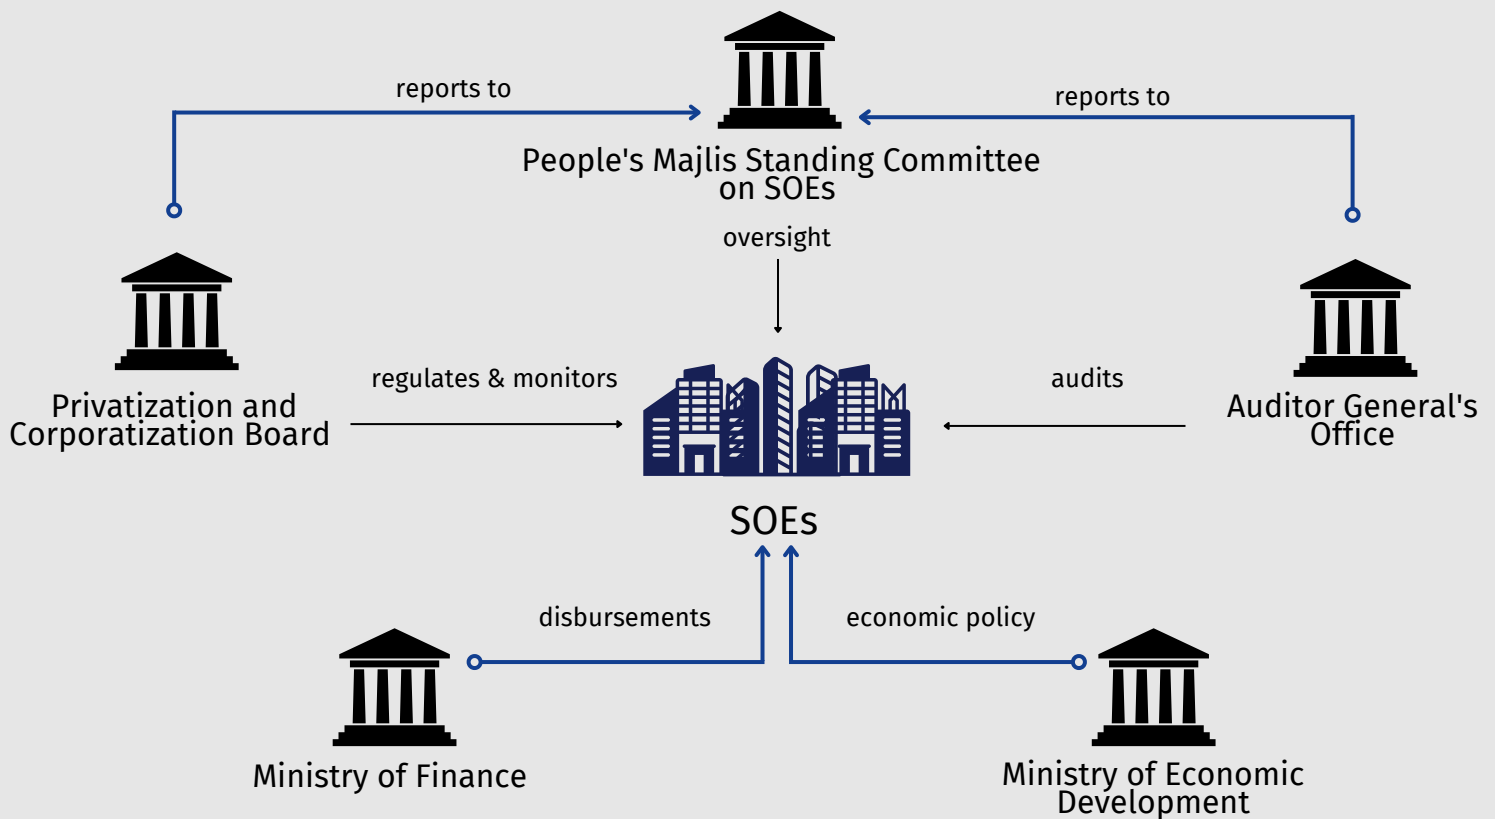 reports to
reports to
People's Majlis Standing Committee
on SOEs
oversight
regulates & monitors
audits
Privatization and
Corporatization Board
Auditor General's
Office
SOEs
disbursements
economic policy
Ministry of Finance
Ministry of Economic
Development